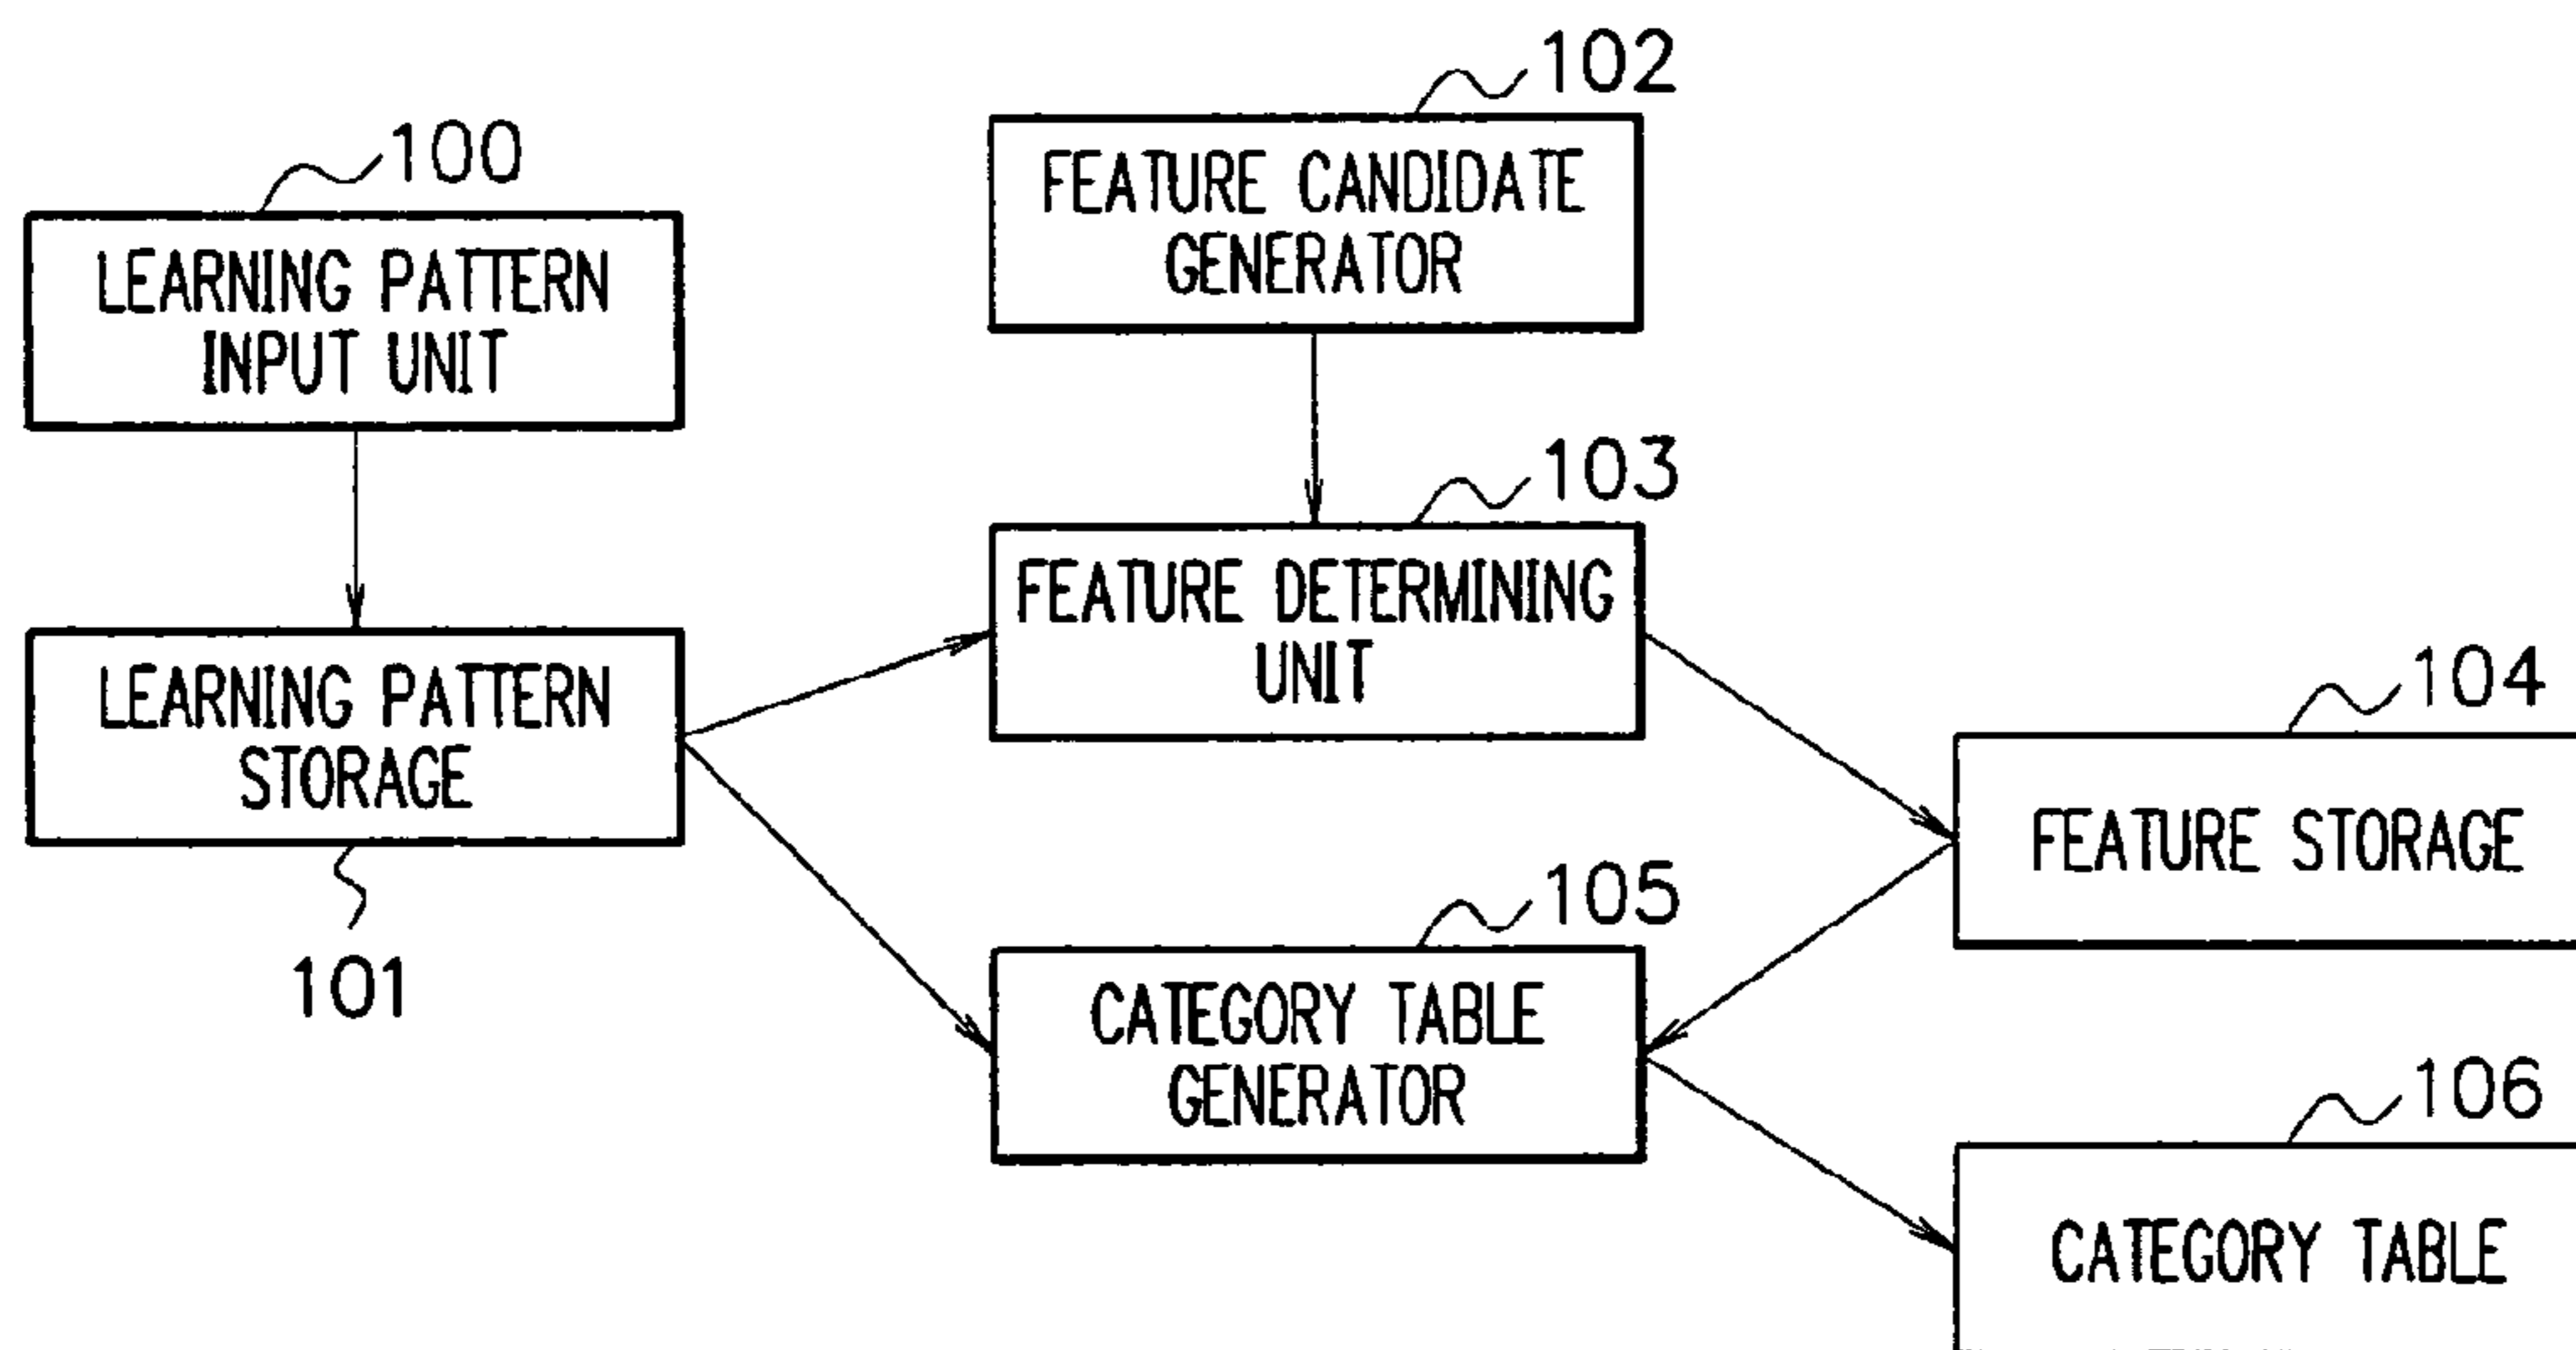 102
100
FEATURE CANDIDATE
GENERATOR
LEARNING PATTERN
INPUT UNIT
103
FEATURE DETERMINING
UNIT
LEARNING PATTERN
STORAGE
104
FEATURE STORAGE
101
105
CATEGORY TABLE
GENERATOR
106
CATEGORY TABLE